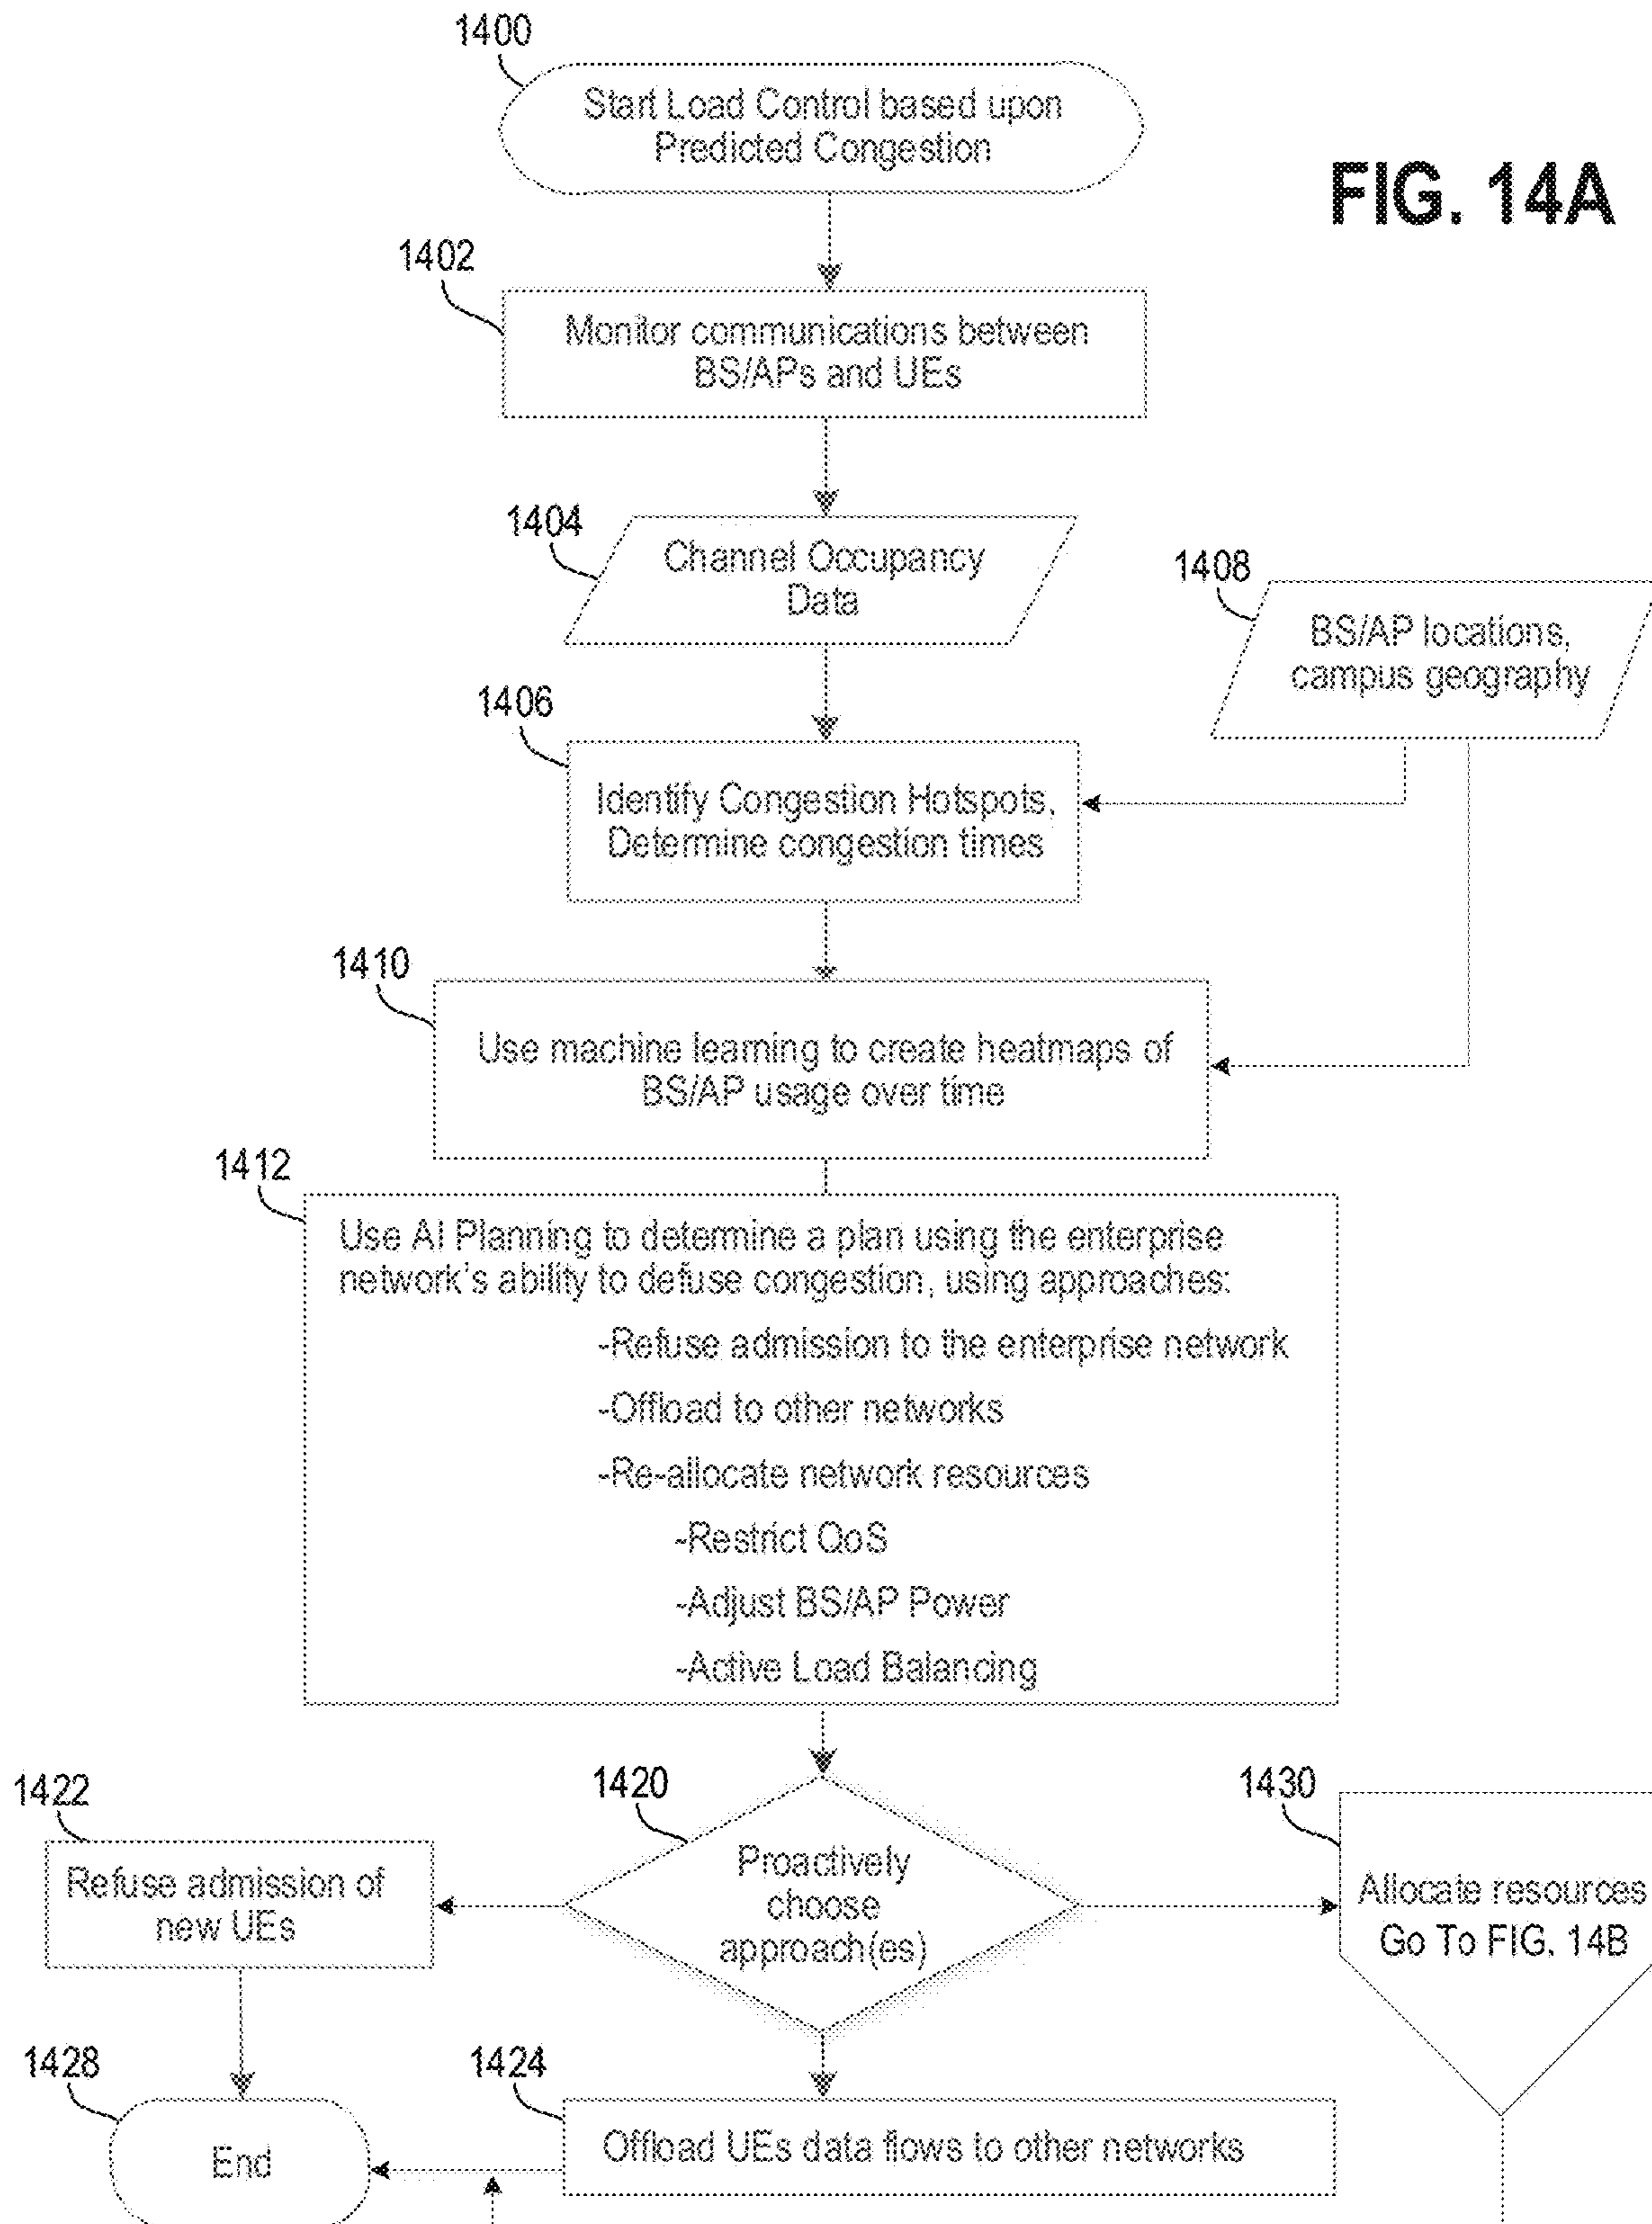 1400
Start Load Control based upon
Predicted Congestion
FIG. 14A
1402
Monitor communications between
BS/APs and UEs
1404
Channel Occupancy
Data
1408
BS/AP locations,
campus geography
1406
Identify Congestion Hotspots,
Determine congestion times
1410
Use machine learning to create heatmaps of
BS/AP usage over time
1412
Use AI Planning to determine a plan using the enterprise
network's ability to defuse congestion, using approaches:
-Refuse admission to the enterprise network
-Offload to other networks
-Re-allocate network resources
-Restrict QoS
-Adjust BS/AP Power
-Active Load Balancing
1422
Refuse admission of
new UEs
1420
Proactively
choose
approach(es)
1430
Allocate resources
Go To FIG. 14B
1428
End
1424
Offload UEs data flows to other networks